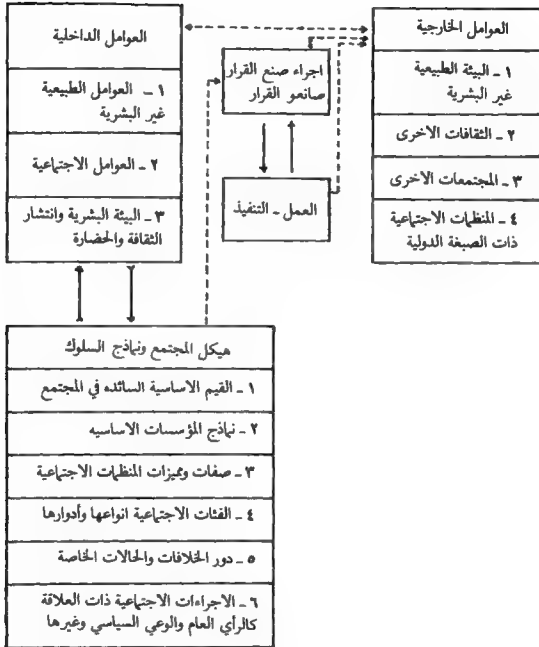 العوامل الخارجية
١ - البيئة الطبيعية
غير البشرية
٢ - الثقافات الاخرى
٣ - المجتمعات الاخرى
٤ - المنظمات الاجتماعية
ذات الصبغة الدولية
اجراء صنع القرار
صانعو القرار
العمل - التنفيذ
العوامل الداخلية
١ - العوامل الطبيعية
غير البشرية
٢ - العوامل الاجتماعية
٣ - البيئة البشرية وانتشار
الثقافة والحضارة
هيكل المجتمع ونماذج السلوك
١ - القيم الاساسية السائده في المجتمع
٢ - نماذج المؤسسات الاساسيه
٣ - صفات ومميزات المنظمات الاجتماعية
٤ - الفئات الاجتماعية انواعها وأدوارها
٥ - دور الخلافات والحالات الخاصة
٦ - الاجراءات الاجتماعية ذات العلاقة
كالرأي العام والوعي السياسي وغيرها